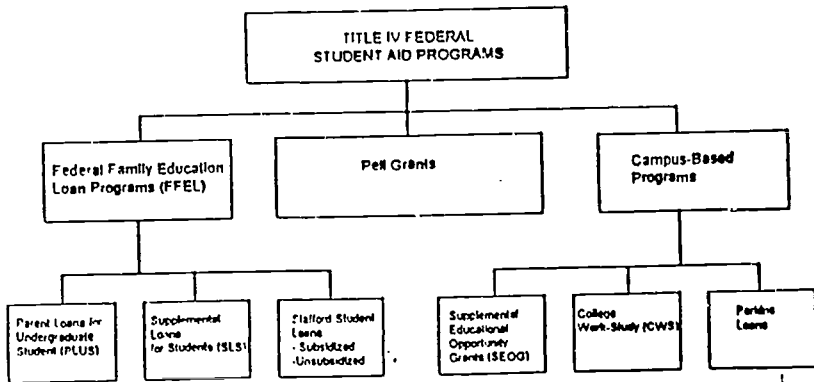 TITLE IV FEDERAL
STUDENT AID PROGRAMS
Federal Family Education
Loan Programs (FFEL)
Pell Grants
Campus-Based
Programs
Parent Loans for
Undergraduate
Student (PLUS)
Supplemental
Loans
for Students (SLS)
Stafford Student
Loans
- Subsidized
- Unsubsidized
Supplemental
Educational
Opportunity
Grants (SEOG)
College
Work-Study (CWS)
Perkins
Loans